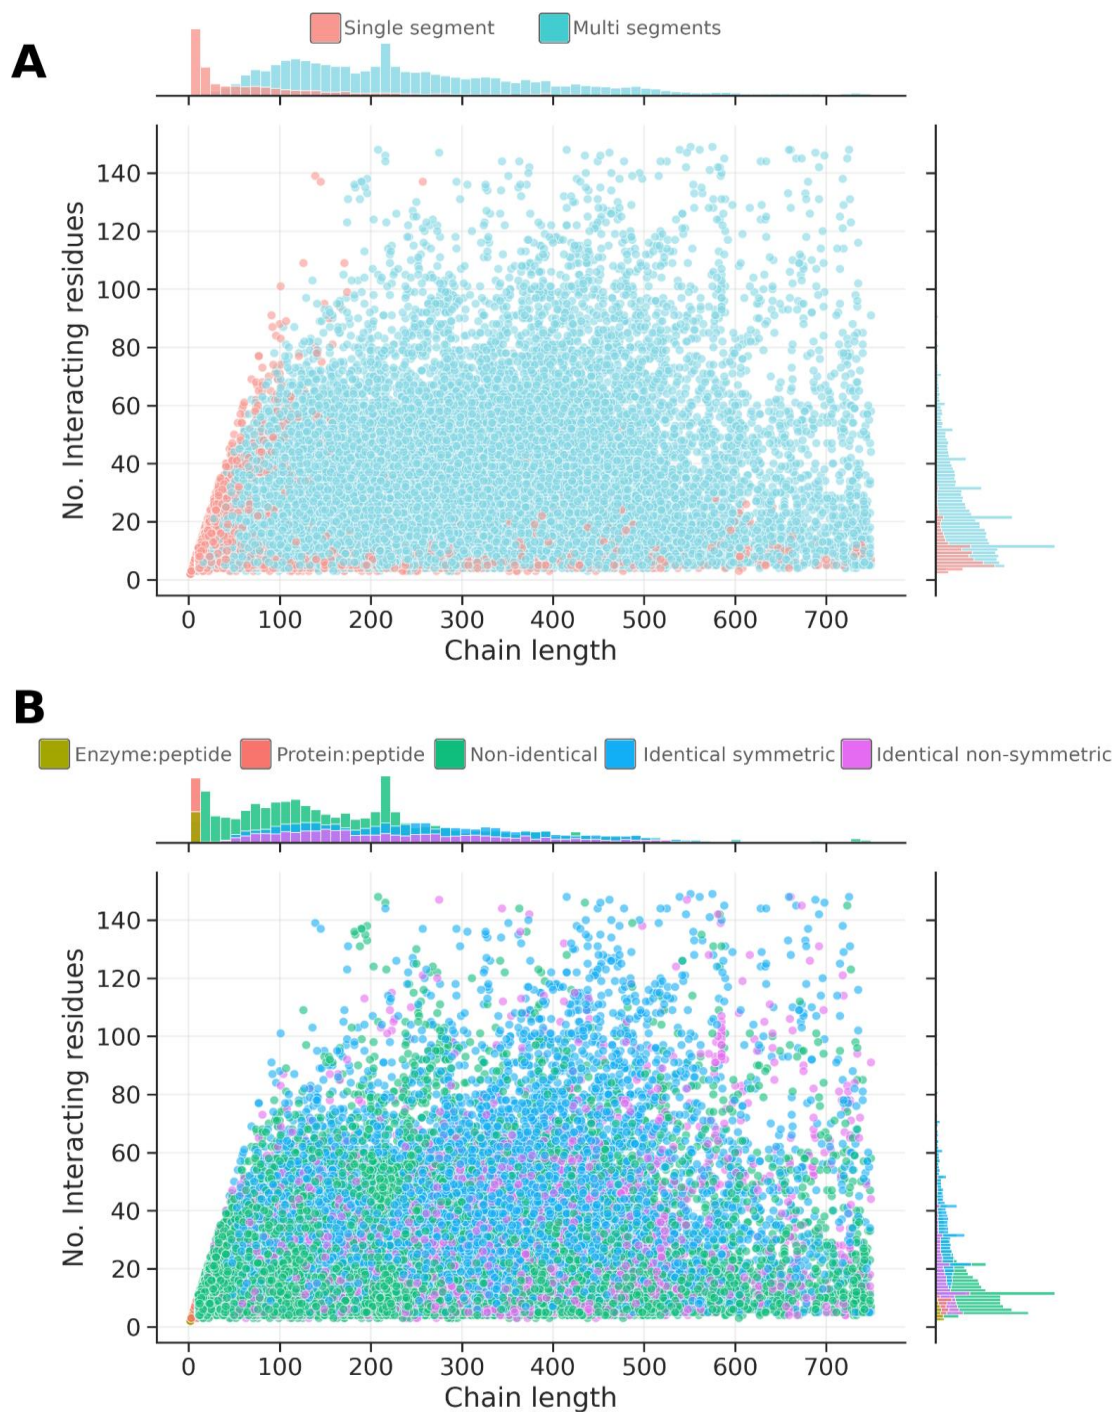 A
Single segment
Multi segments
No. Interacting residues
140
120
100
80
60
40
20
0
0 100 200 300 400 500 600 700
Chain length
B
Enzyme:peptide
Protein:peptide
Non-identical
Identical symmetric
Identical non-symmetric
No. Interacting residues
140
120
100
80
60
40
20
0
0 100 200 300 400 500 600 700
Chain length